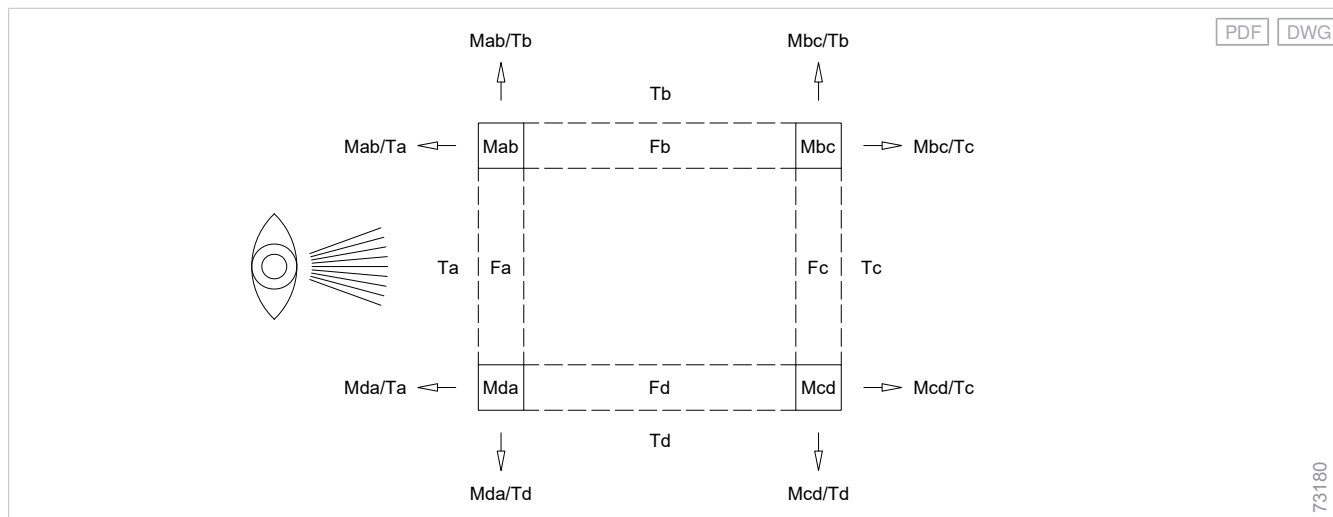 PDF DWG
Mab/Tb Mbc/Tb
Tb
Mab/Ta Mab Fb Mbc Mbc/Tc
Ta Fa Fc Tc
Mda/Ta Mda Fd Mcd Mcd/Tc
Td
Mda/Td Mcd/Td
73180